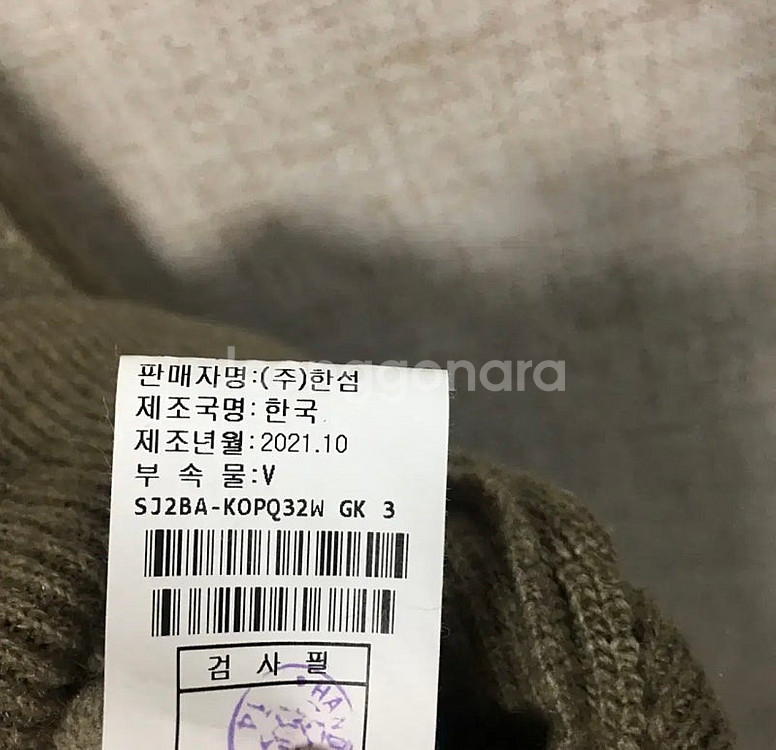 판매자명:(주)한섬
제조국명:한국
제조년월:2021.10
부 속 물:V
SJ2BA-KOPQ32W GK 3
검 사 필
HAND